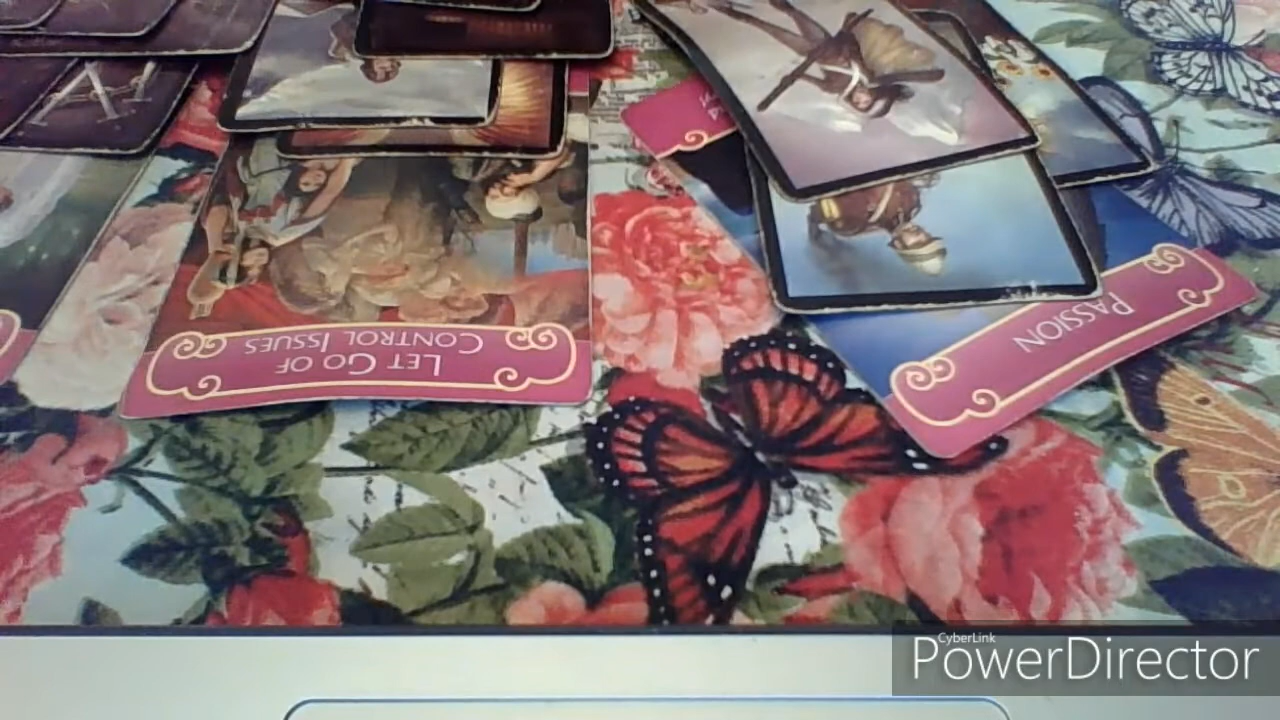 LET GO OF
CONTROL ISSUES
PASSION
CyberLink
PowerDirector